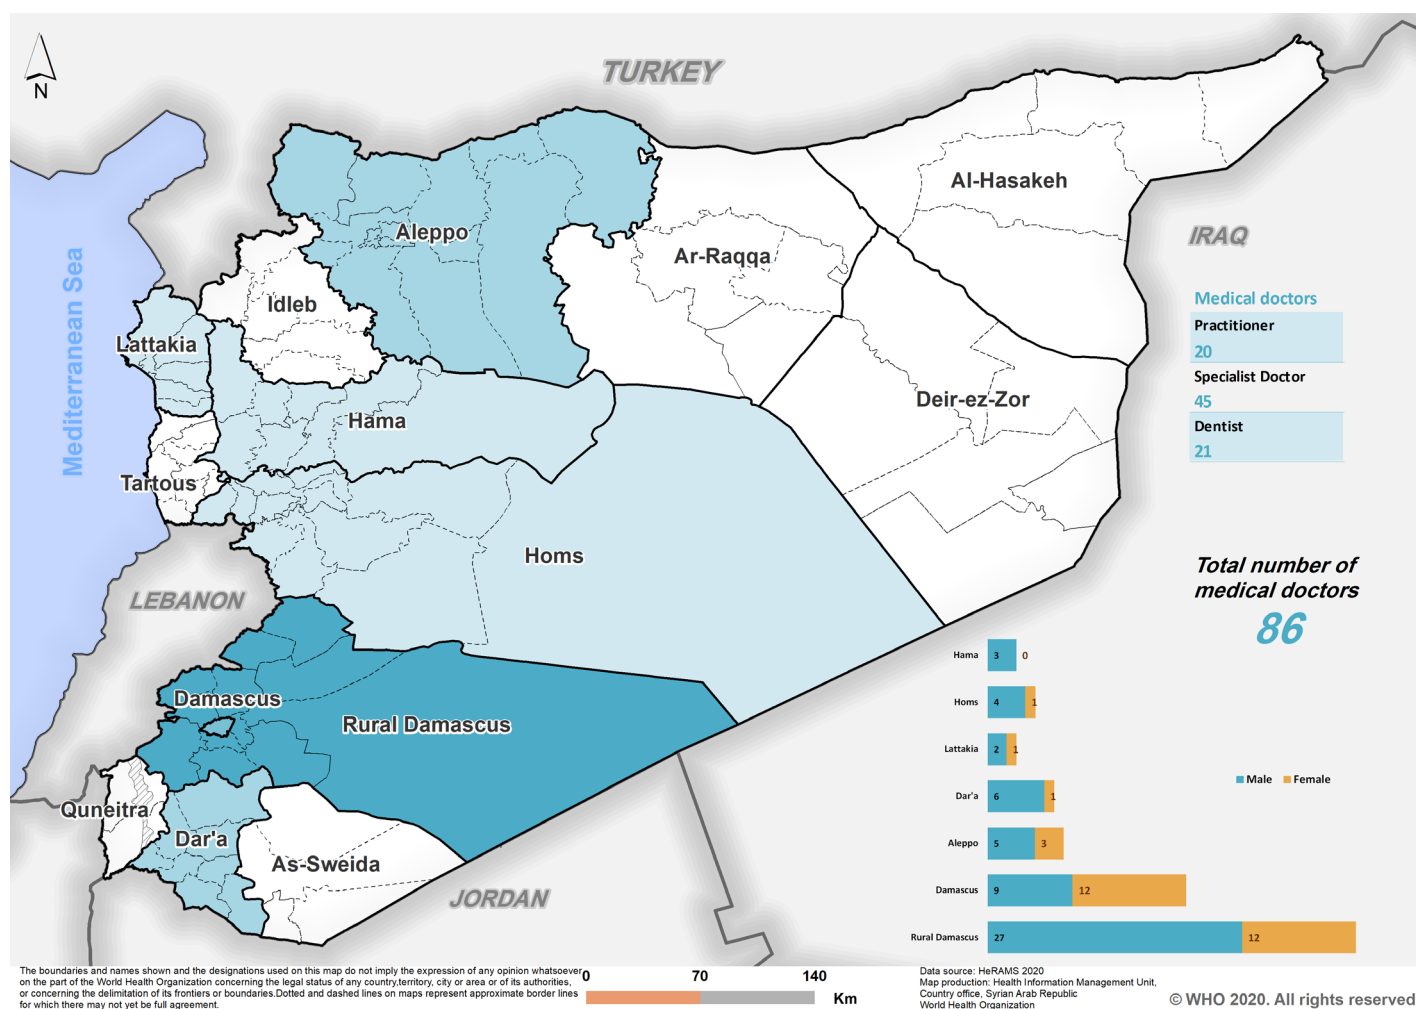 N
TURKEY
Al-Hasakeh
Aleppo
IRAQ
Ar-Raqqa
Mediterranean Sea
Idleb
Medical doctors
Practitioner
20
Lattakia
Specialist Doctor
45
Deir-ez-Zor
Hama
Dentist
21
Tartous
Homs
Total number of
medical doctors
86
LEBANON
Damascus
Rural Damascus
Quneitra
Dar'a
As-Sweida
JORDAN
Hama 3 0
Homs 4 1
Lattakia 2 1
Male Female
Dar'a 6 1
Aleppo 5 3
Damascus 9 12
Rural Damascus 27 12
The boundaries and names shown and the designations used on this map do not imply the expression of any opinion whatsoever
on the part of the World Health Organization concerning the legal status of any country,territory, city or area or of its authorities,
or concerning the delimitation of its frontiers or boundaries.Dotted and dashed lines on maps represent approximate border lines
for which there may not yet be full agreement.
0 70 140
Km
Data source: HeRAMS 2020
Map production: Health Information Management Unit,
Country office, Syrian Arab Republic
World Health Organization
© WHO 2020. All rights reserved